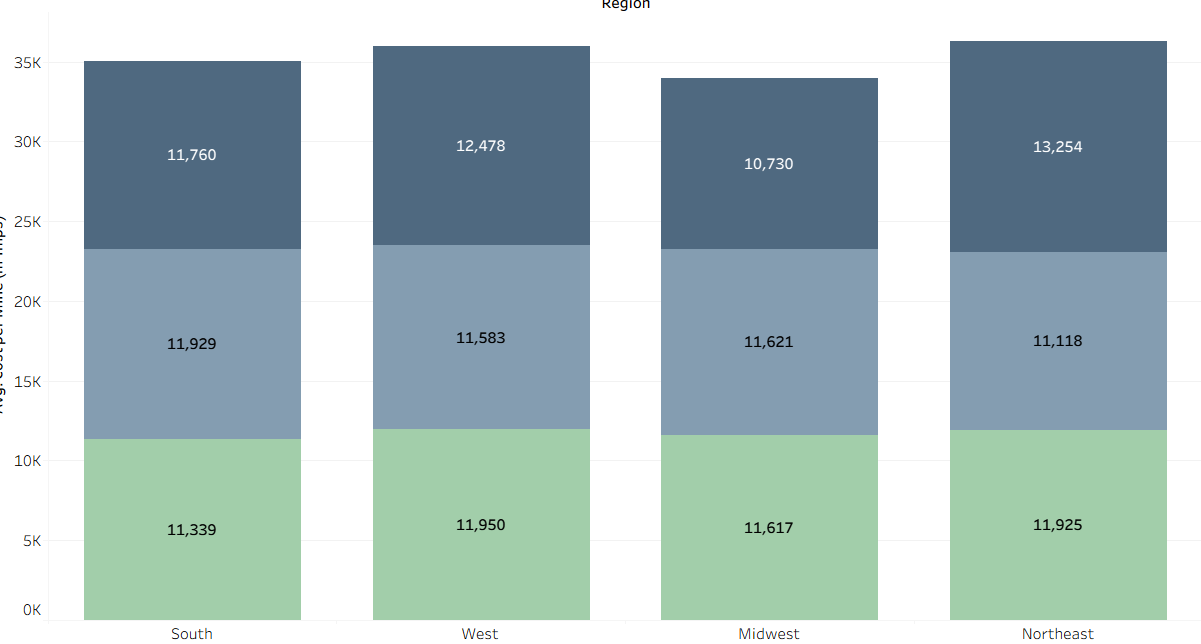 Region
35K
30K
25K
20K
15K
10K
5K
0K
11,760
12,478
10,730
13,254
11,929
11,583
11,621
11,118
11,339
11,950
11,617
11,925
South
West
Midwest
Northeast